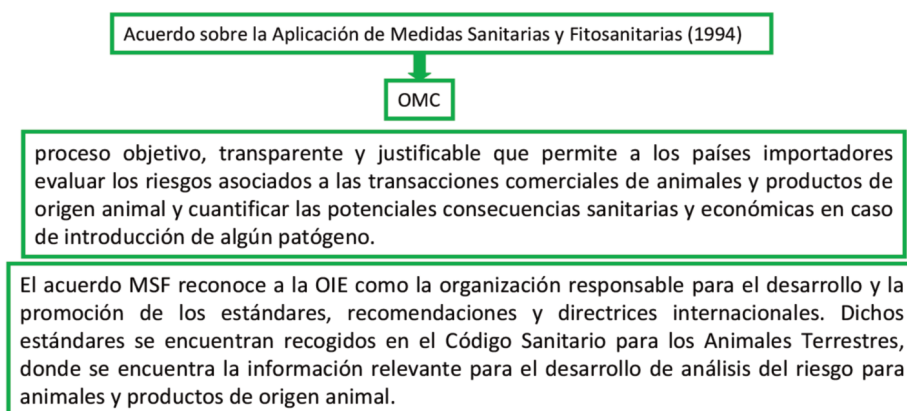 Acuerdo sobre la Aplicación de Medidas Sanitarias y Fitosanitarias (1994)
OMC
proceso objetivo, transparente y justificable que permite a los países importadores
evaluar los riesgos asociados a las transacciones comerciales de animales y productos de
origen animal y cuantificar las potenciales consecuencias sanitarias y económicas en caso
de introducción de algún patógeno.
El acuerdo MSF reconoce a la OIE como la organización responsable para el desarrollo y la
promoción de los estándares, recomendaciones y directrices internacionales. Dichos
estándares se encuentran recogidos en el Código Sanitario para los Animales Terrestres,
donde se encuentra la información relevante para el desarrollo de análisis del riesgo para
animales y productos de origen animal.